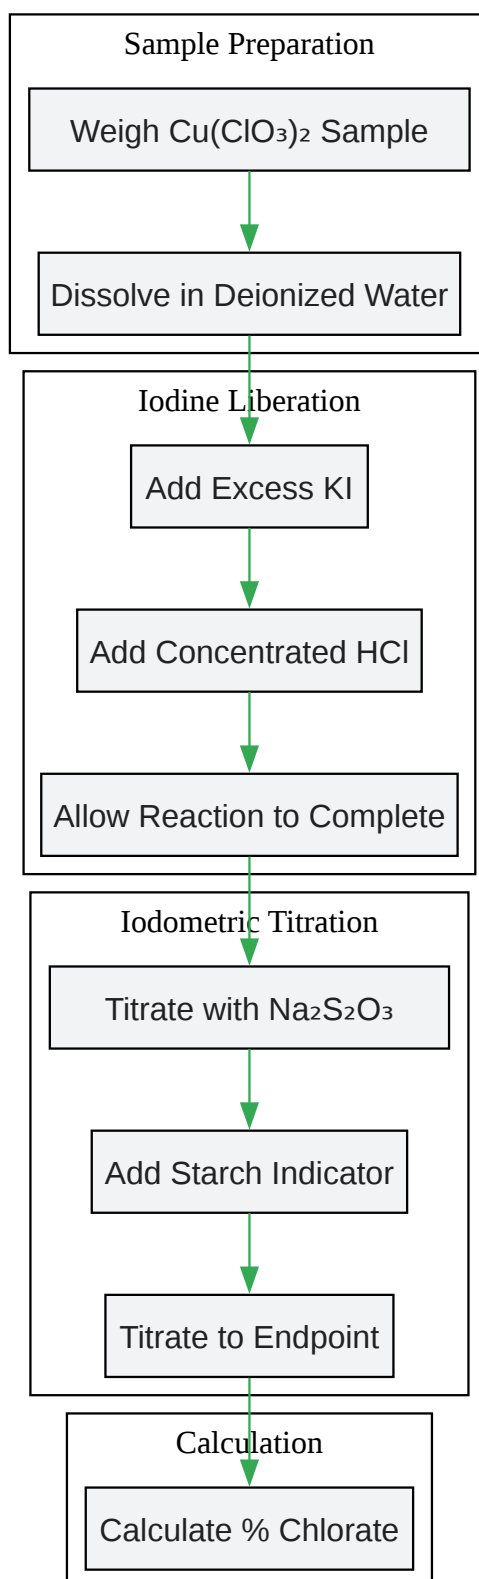 Sample Preparation
Weigh Cu(ClO₃)₂ Sample
Dissolve in Deionized Water
Iodine Liberation
Add Excess KI
Add Concentrated HCl
Allow Reaction to Complete
Iodometric Titration
Titrate with Na₂S₂O₃
Add Starch Indicator
Titrate to Endpoint
Calculation
Calculate % Chlorate